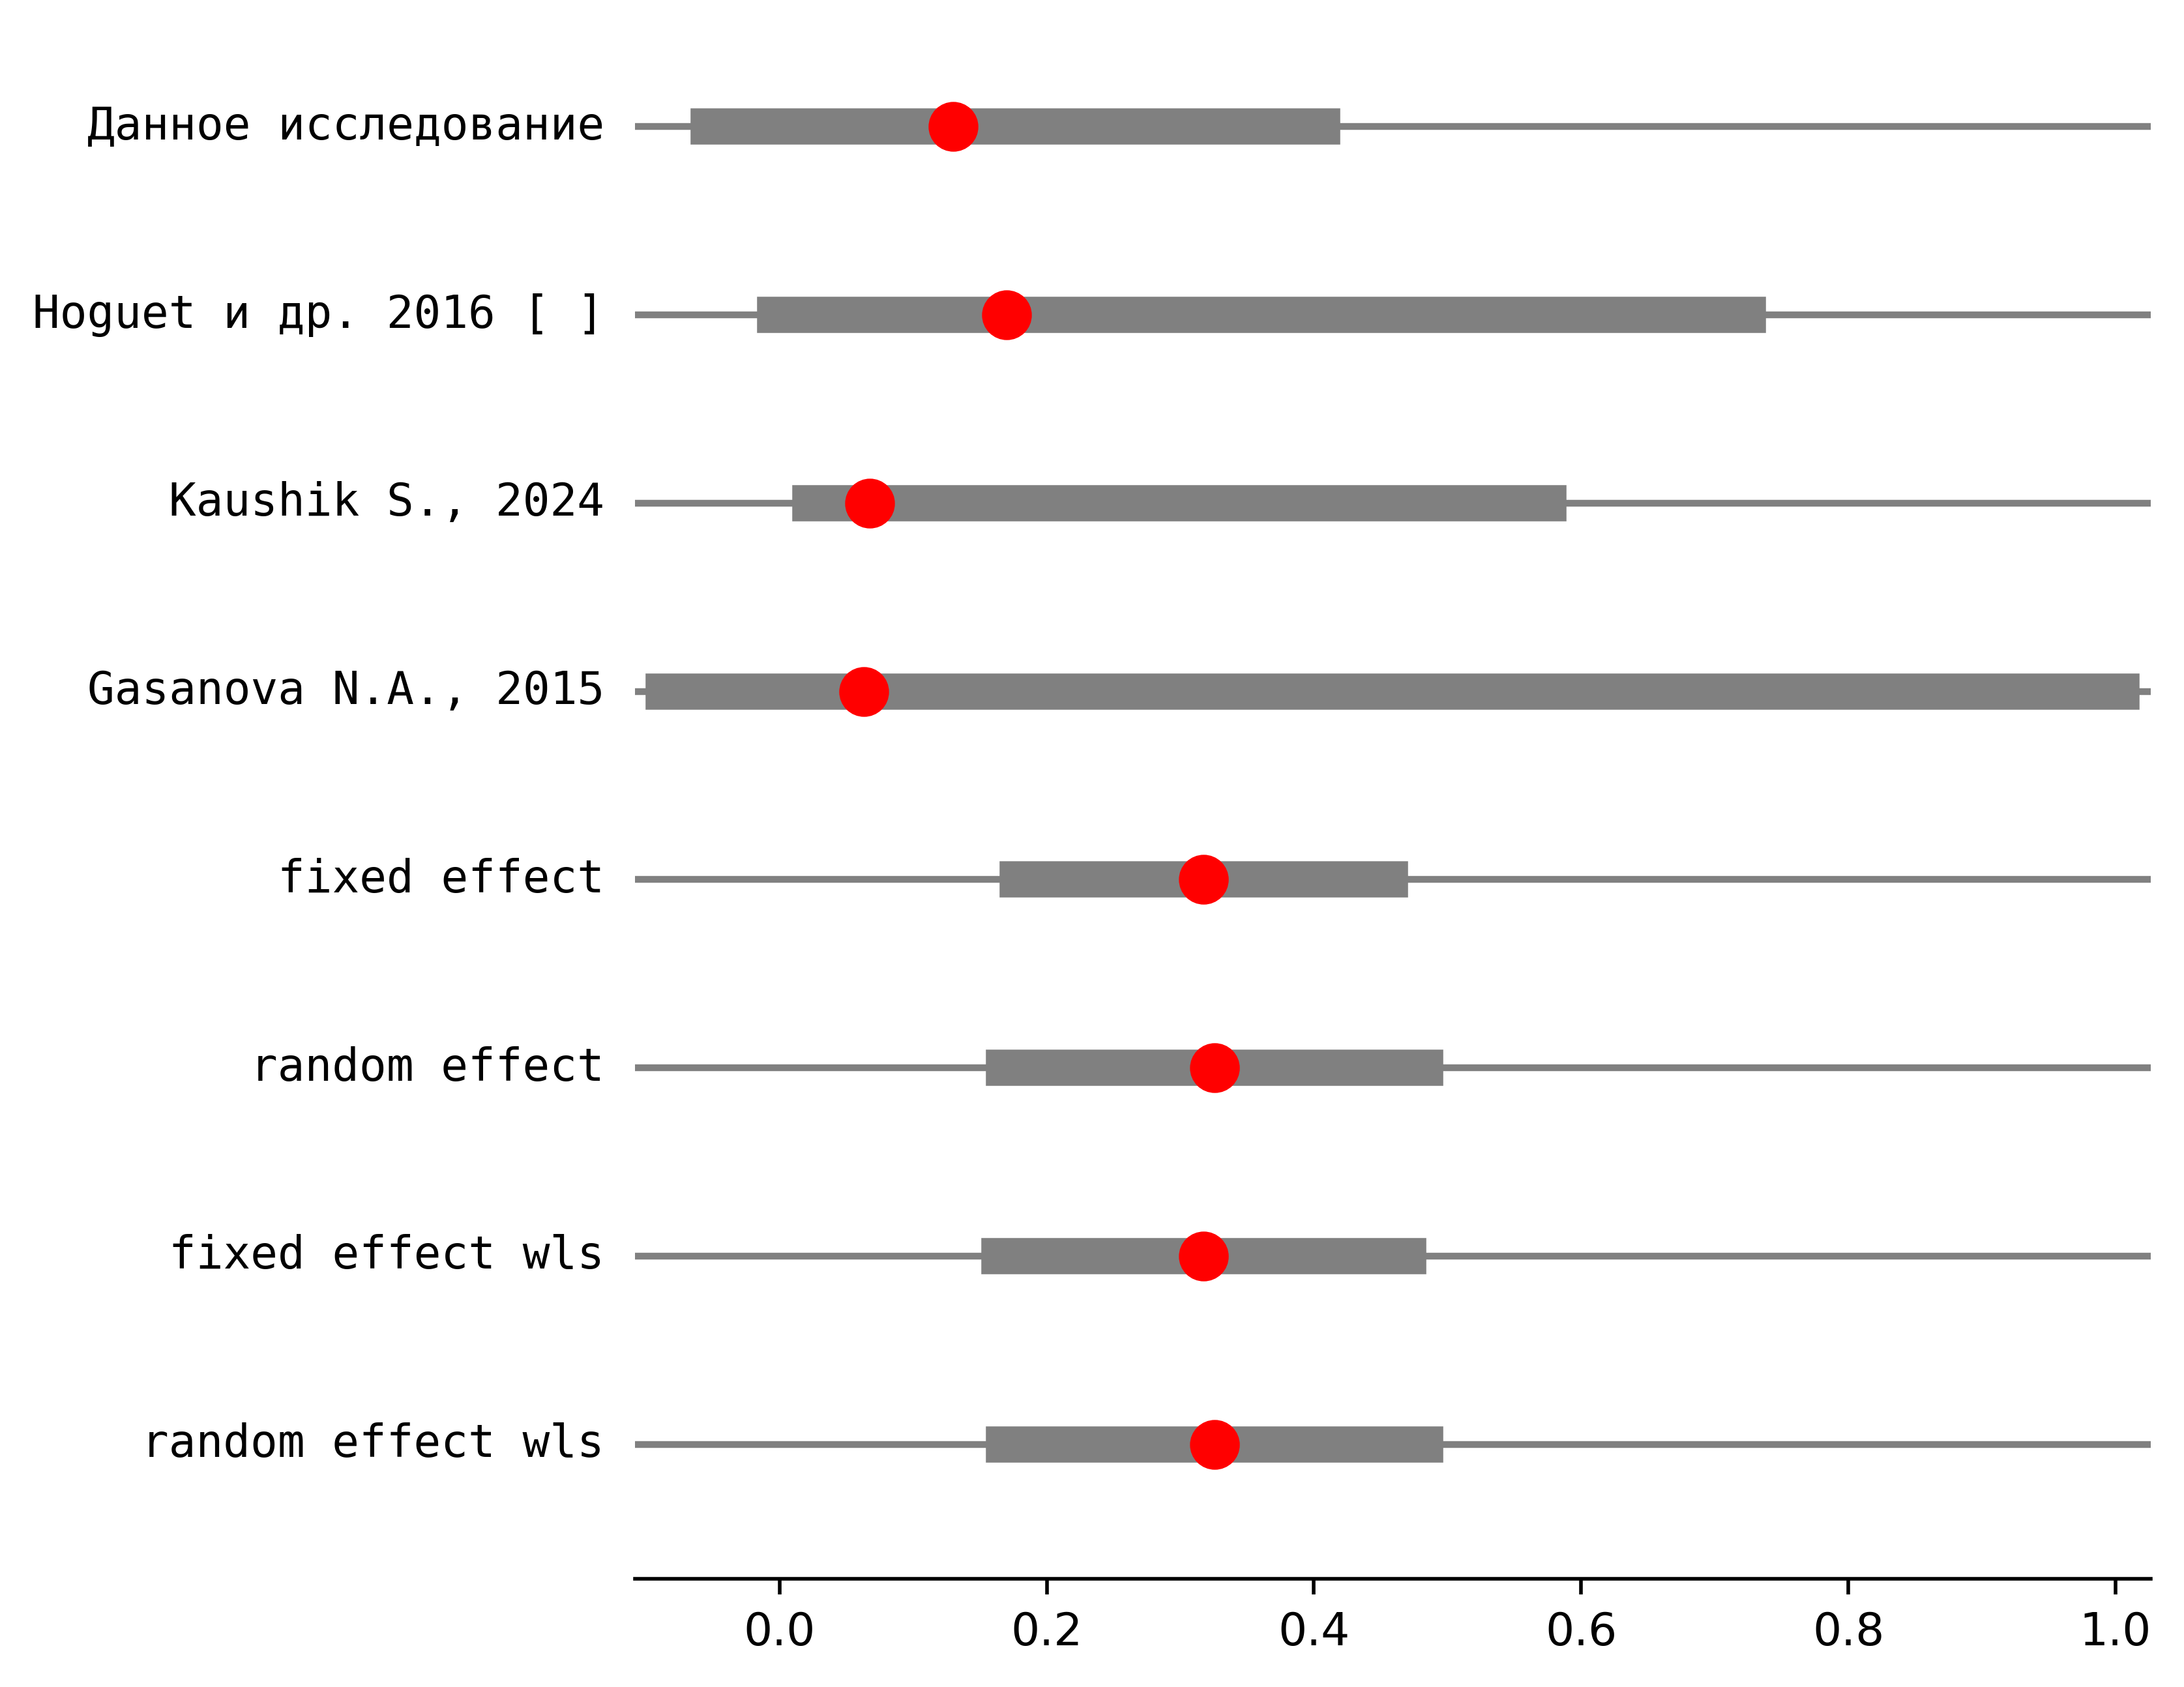 Данное исследование
Hoguet и др. 2016 [ ]
Kaushik S., 2024
Gasanova N.A., 2015
fixed effect
random effect
fixed effect wls
random effect wls
0.0 0.2 0.4 0.6 0.8 1.0